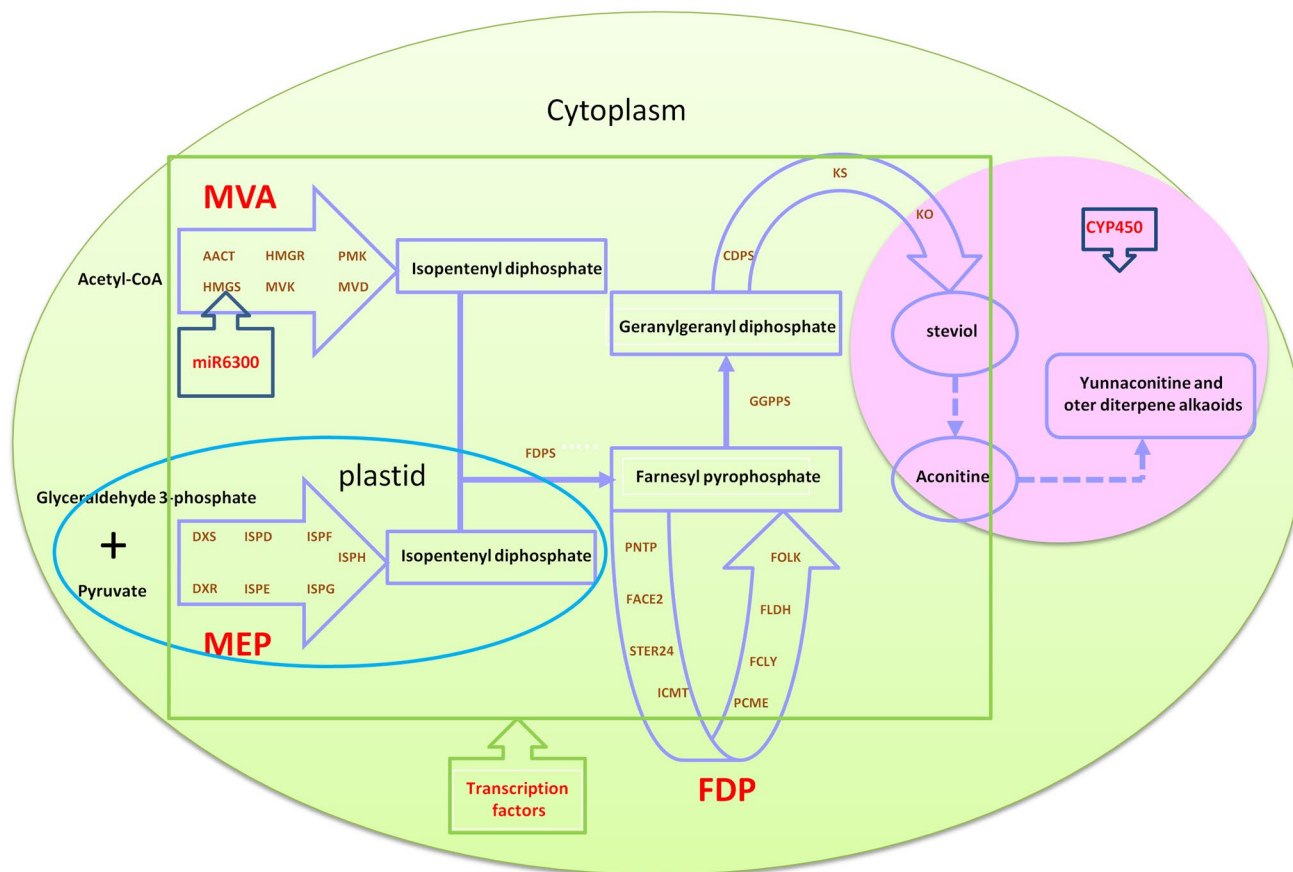 Cytoplasm
MVA
AACT HMGR PMK
HMGS MVK MVD
Acetyl-CoA
miR6300
Isopentenyl diphosphate
KS
KO
CDPS
CYP450
Geranylgeranyl diphosphate
steviol
Yunnaconitine and
oter diterpene alkaoids
GGPPS
FDPS
Farnesyl pyrophosphate
Aconitine
plastid
Glyceraldehyde 3-phosphate
+
Pyruvate
DXS ISPD ISPF
ISPH
DXR ISPE ISPG
Isopentenyl diphosphate
MEP
PNTP
FACE2
STER24
ICMT
FOLK
FLDH
FCLY
PCME
FDP
Transcription
factors